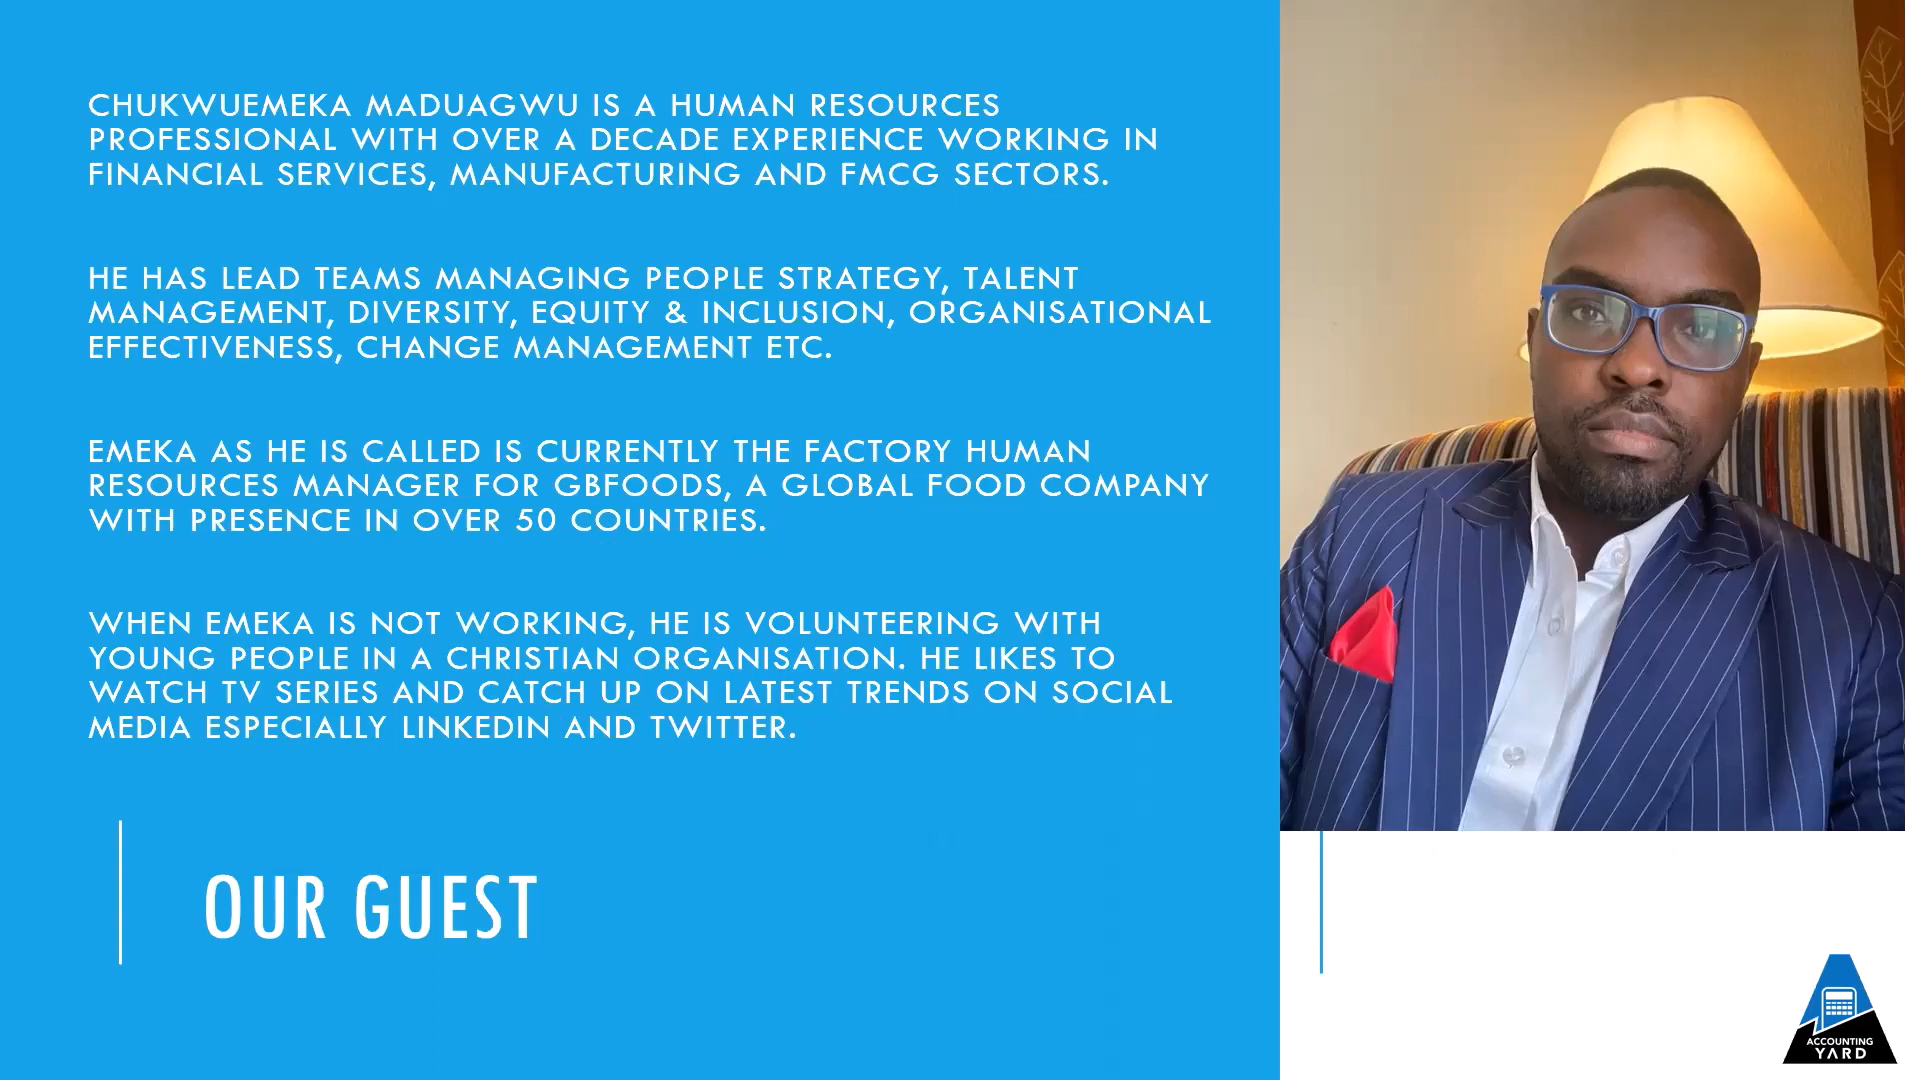 CHUKWUEMEKA MADUAGWU IS A HUMAN RESOURCES
PROFESSIONAL WITH OVER A DECADE EXPERIENCE WORKING IN
FINANCIAL SERVICES, MANUFACTURING AND FMCG SECTORS.
HE HAS LEAD TEAMS MANAGING PEOPLE STRATEGY, TALENT
MANAGEMENT, DIVERSITY, EQUITY & INCLUSION, ORGANISATIONAL
EFFECTIVENESS, CHANGE MANAGEMENT ETC.
EMEKA AS HE IS CALLED IS CURRENTLY THE FACTORY HUMAN
RESOURCES MANAGER FOR GBFOODS, A GLOBAL FOOD COMPANY
WITH PRESENCE IN OVER 50 COUNTRIES.
WHEN EMEKA IS NOT WORKING, HE IS VOLUNTEERING WITH
YOUNG PEOPLE IN A CHRISTIAN ORGANISATION. HE LIKES TO
WATCH TV SERIES AND CATCH UP ON LATEST TRENDS ON SOCIAL
MEDIA ESPECIALLY LINKEDIN AND TWITTER.
OUR GUEST
ACCOUNTING
YARD